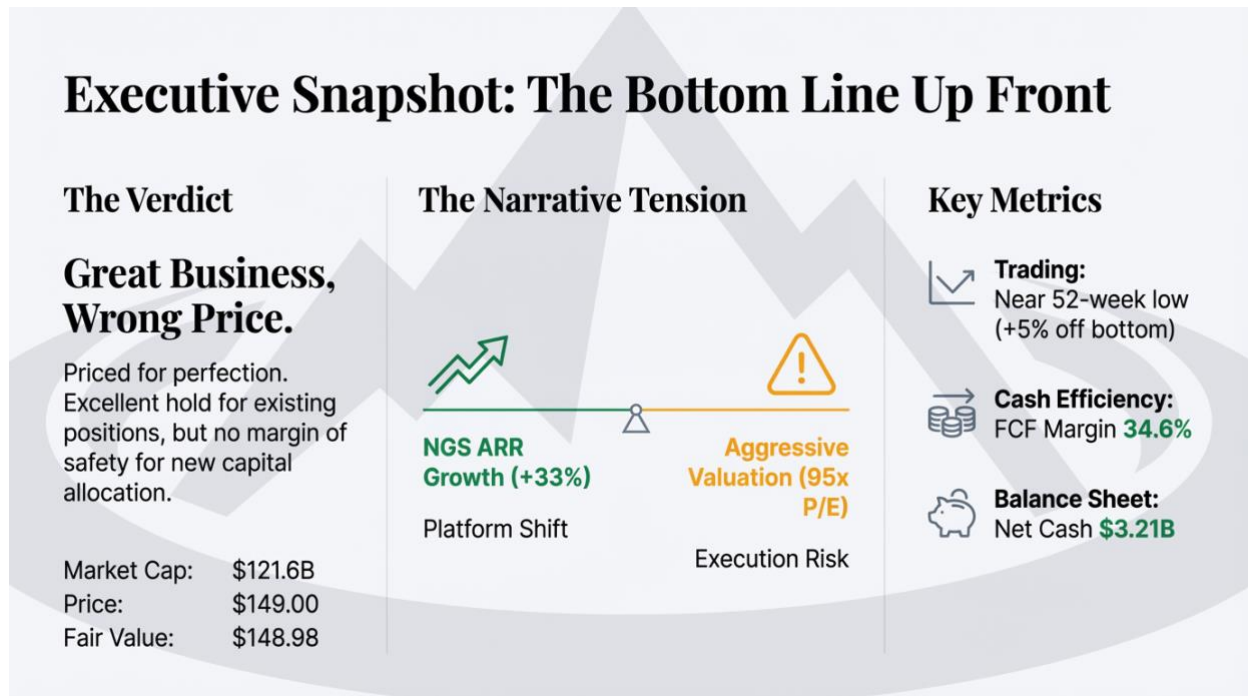 Executive Snapshot: The Bottom Line Up Front
The Verdict
Great Business,
Wrong Price.
Priced for perfection.
Excellent hold for existing
positions, but no margin of
safety for new capital
allocation.
Market Cap: $121.6B
Price: $149.00
Fair Value: $148.98
The Narrative Tension
NGS ARR
Growth (+33%)
Platform Shift
Aggressive
Valuation (95x
P/E)
Execution Risk
Key Metrics
Trading:
Near 52-week low
(+5% off bottom)
Cash Efficiency:
FCF Margin 34.6%
Balance Sheet:
Net Cash $3.21B